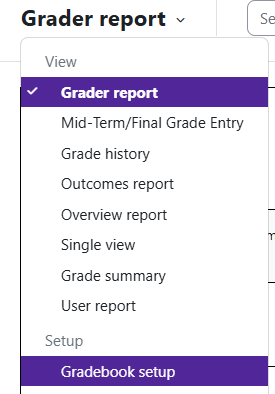 Grader report
Se
View
Grader report
Mid-Term/Final Grade Entry
Grade history
Outcomes report
Overview report
Single view
Grade summary
User report
Setup
Gradebook setup